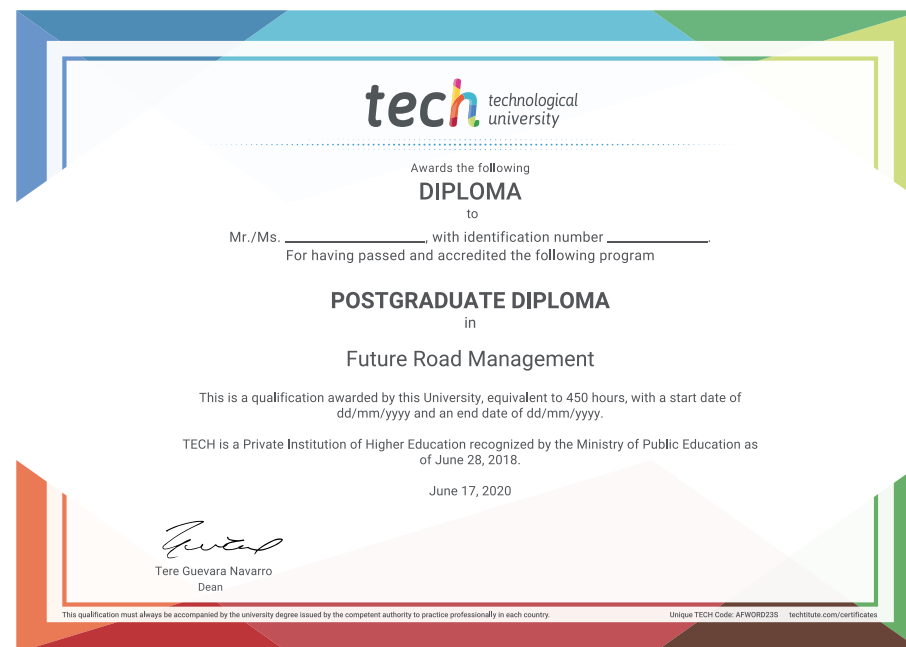 tech technological
university
Awards the following
DIPLOMA
to
Mr./Ms. ____________________, with identification number ______________.
For having passed and accredited the following program
POSTGRADUATE DIPLOMA
in
Future Road Management
This is a qualification awarded by this University, equivalent to 450 hours, with a start date of
dd/mm/yyyy and an end date of dd/mm/yyyy.
TECH is a Private Institution of Higher Education recognized by the Ministry of Public Education as
of June 28, 2018.
June 17, 2020
Tere Guevara Navarro
Dean
This qualification must always be accompanied by the university degree issued by the competent authority to practice professionally in each country.
Unique TECH Code: AFWORD23S techtitute.com/certificates